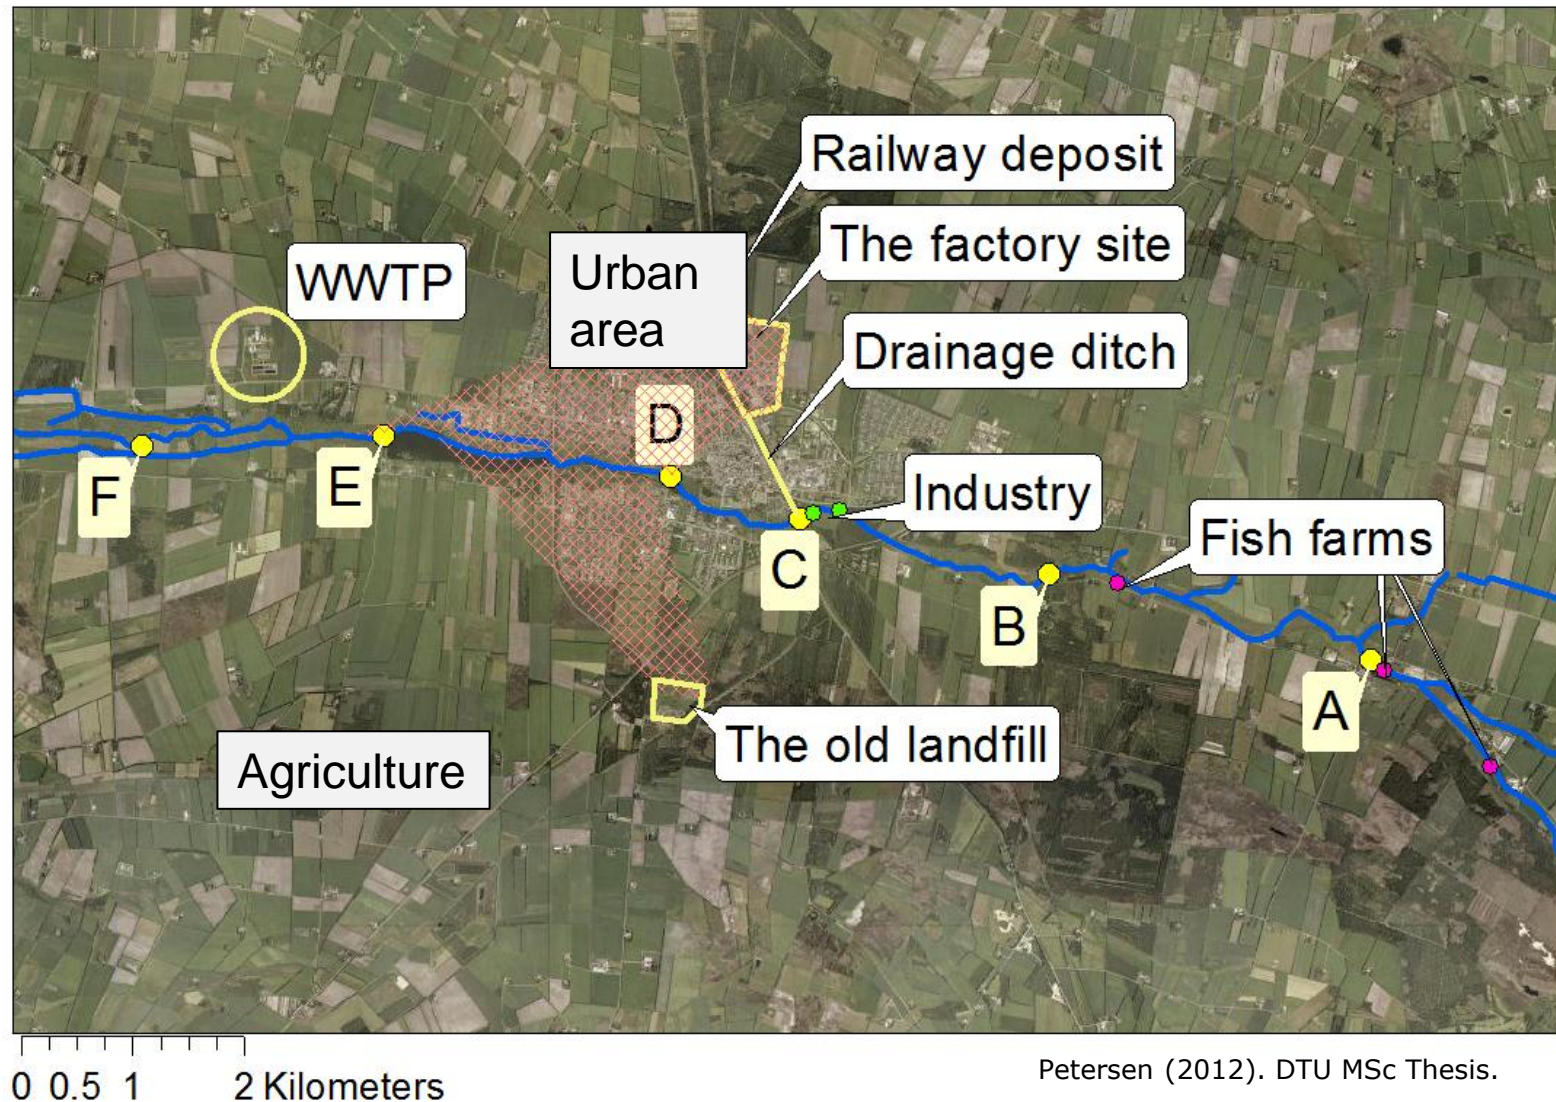 Railway deposit
The factory site
Urban
area
WWTP
Drainage ditch
D
Industry
F
E
Fish farms
C
B
A
The old landfill
Agriculture
0 0.5 1 2 Kilometers
Petersen (2012). DTU MSc Thesis.